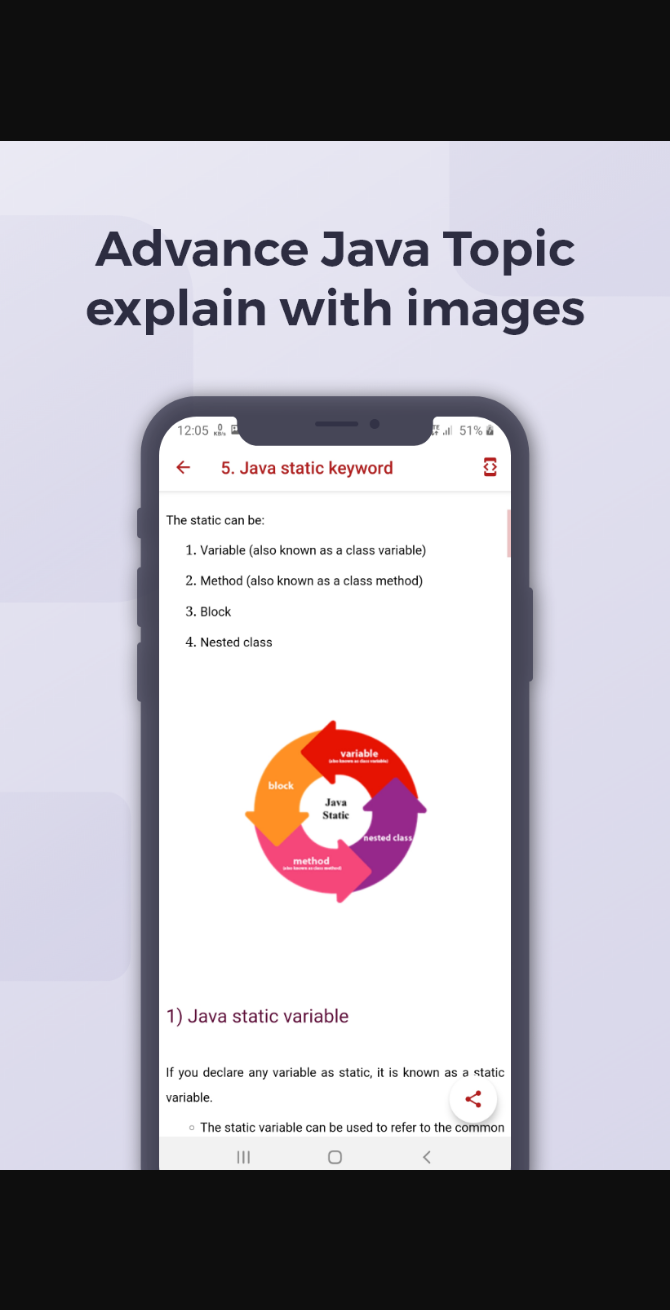 Advance Java Topic
explain with images
12:05
51%
5. Java static keyword
The static can be:
1. Variable (also known as a class variable)
2. Method (also known as a class method)
3. Block
4. Nested class
variable
(also known as class variable)
block
Java
Static
nested class
method
(also known as class method)
1) Java static variable
If you declare any variable as static, it is known as a static
variable.
○ The static variable can be used to refer to the common